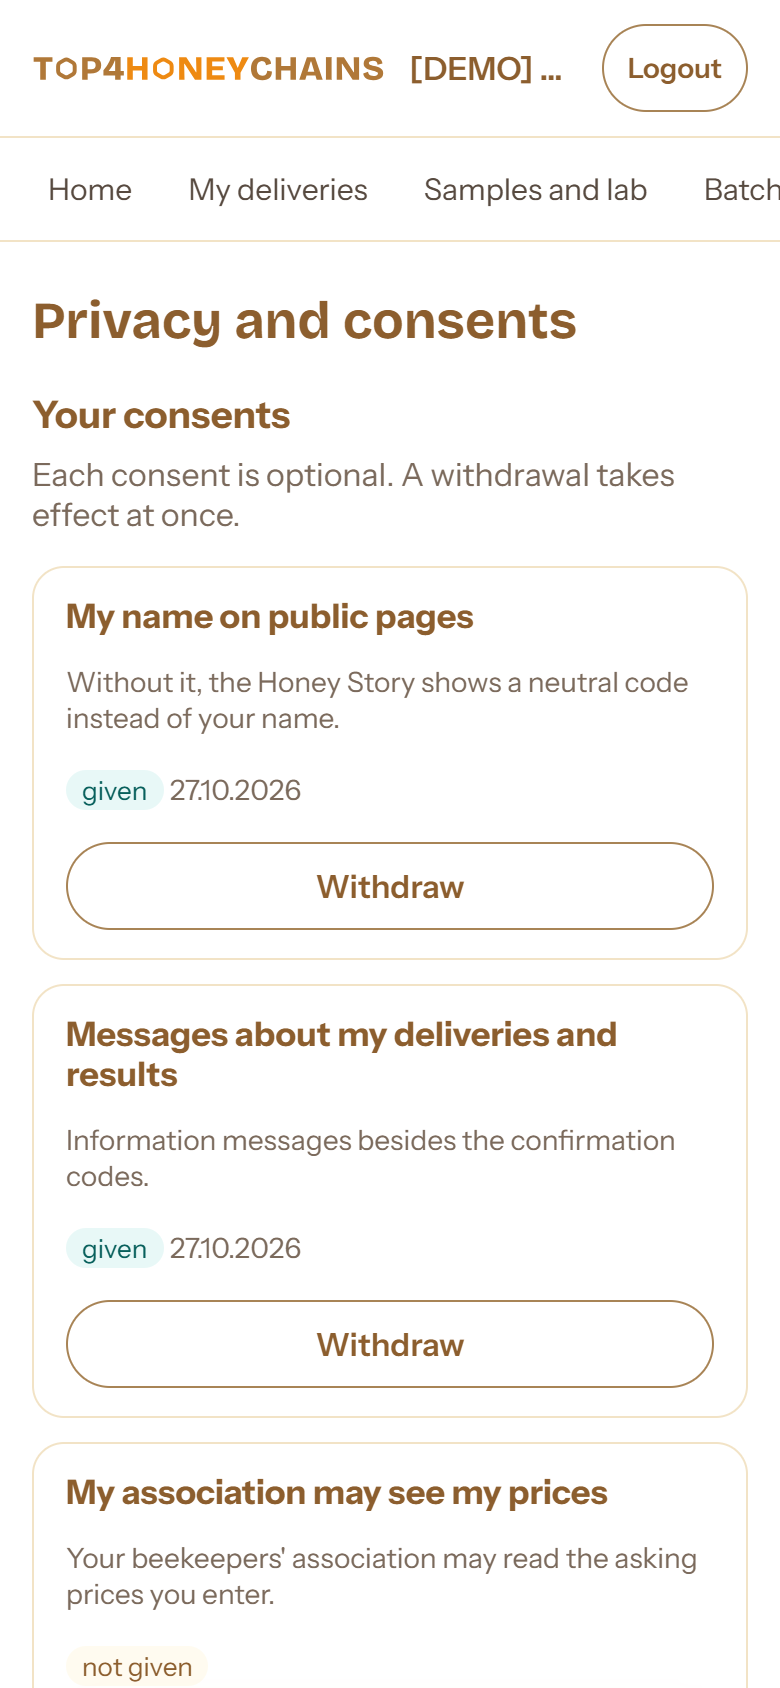 TOP4HONEYCHAINS [DEMO] ... Logout
Home My deliveries Samples and lab Batch
Privacy and consents
Your consents
Each consent is optional. A withdrawal takes
effect at once.
My name on public pages
Without it, the Honey Story shows a neutral code
instead of your name.
given 27.10.2026
Withdraw
Messages about my deliveries and
results
Information messages besides the confirmation
codes.
given 27.10.2026
Withdraw
My association may see my prices
Your beekeepers' association may read the asking
prices you enter.
not given